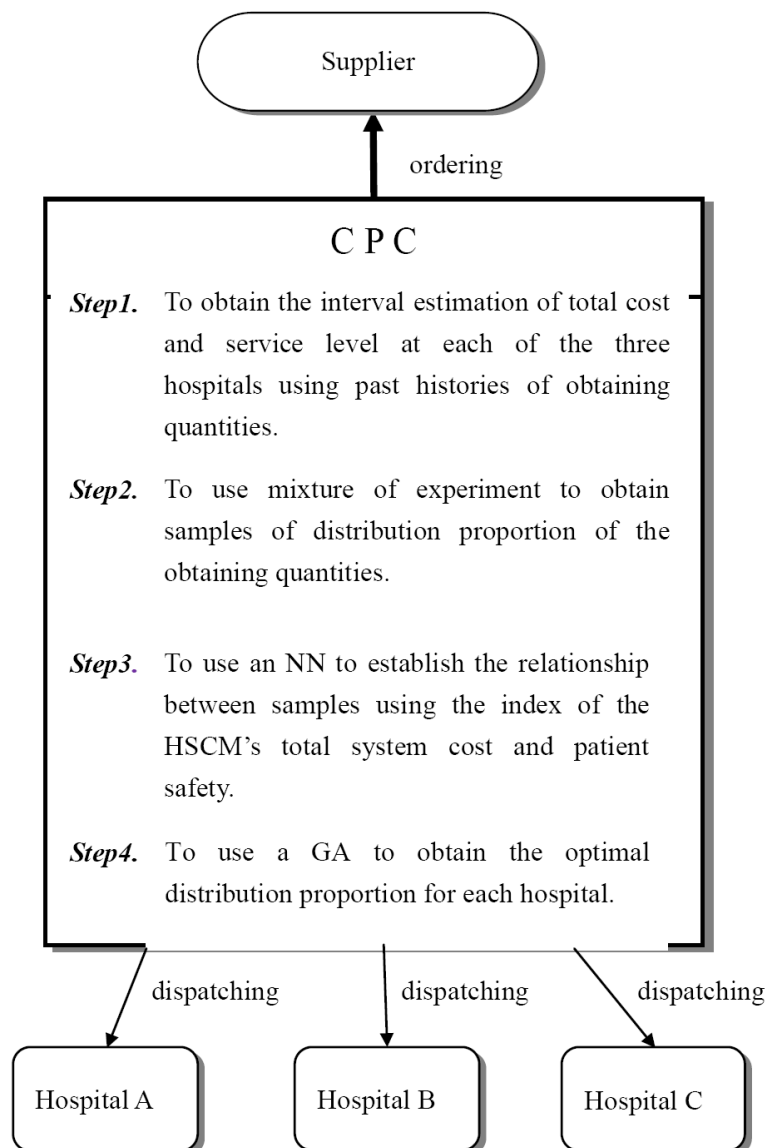 Supplier
ordering
C P C
Step1. To obtain the interval estimation of total cost
and service level at each of the three
hospitals using past histories of obtaining
quantities.
Step2. To use mixture of experiment to obtain
samples of distribution proportion of the
obtaining quantities.
Step3. To use an NN to establish the relationship
between samples using the index of the
HSCM’s total system cost and patient
safety.
Step4. To use a GA to obtain the optimal
distribution proportion for each hospital.
dispatching dispatching dispatching
Hospital A Hospital B Hospital C